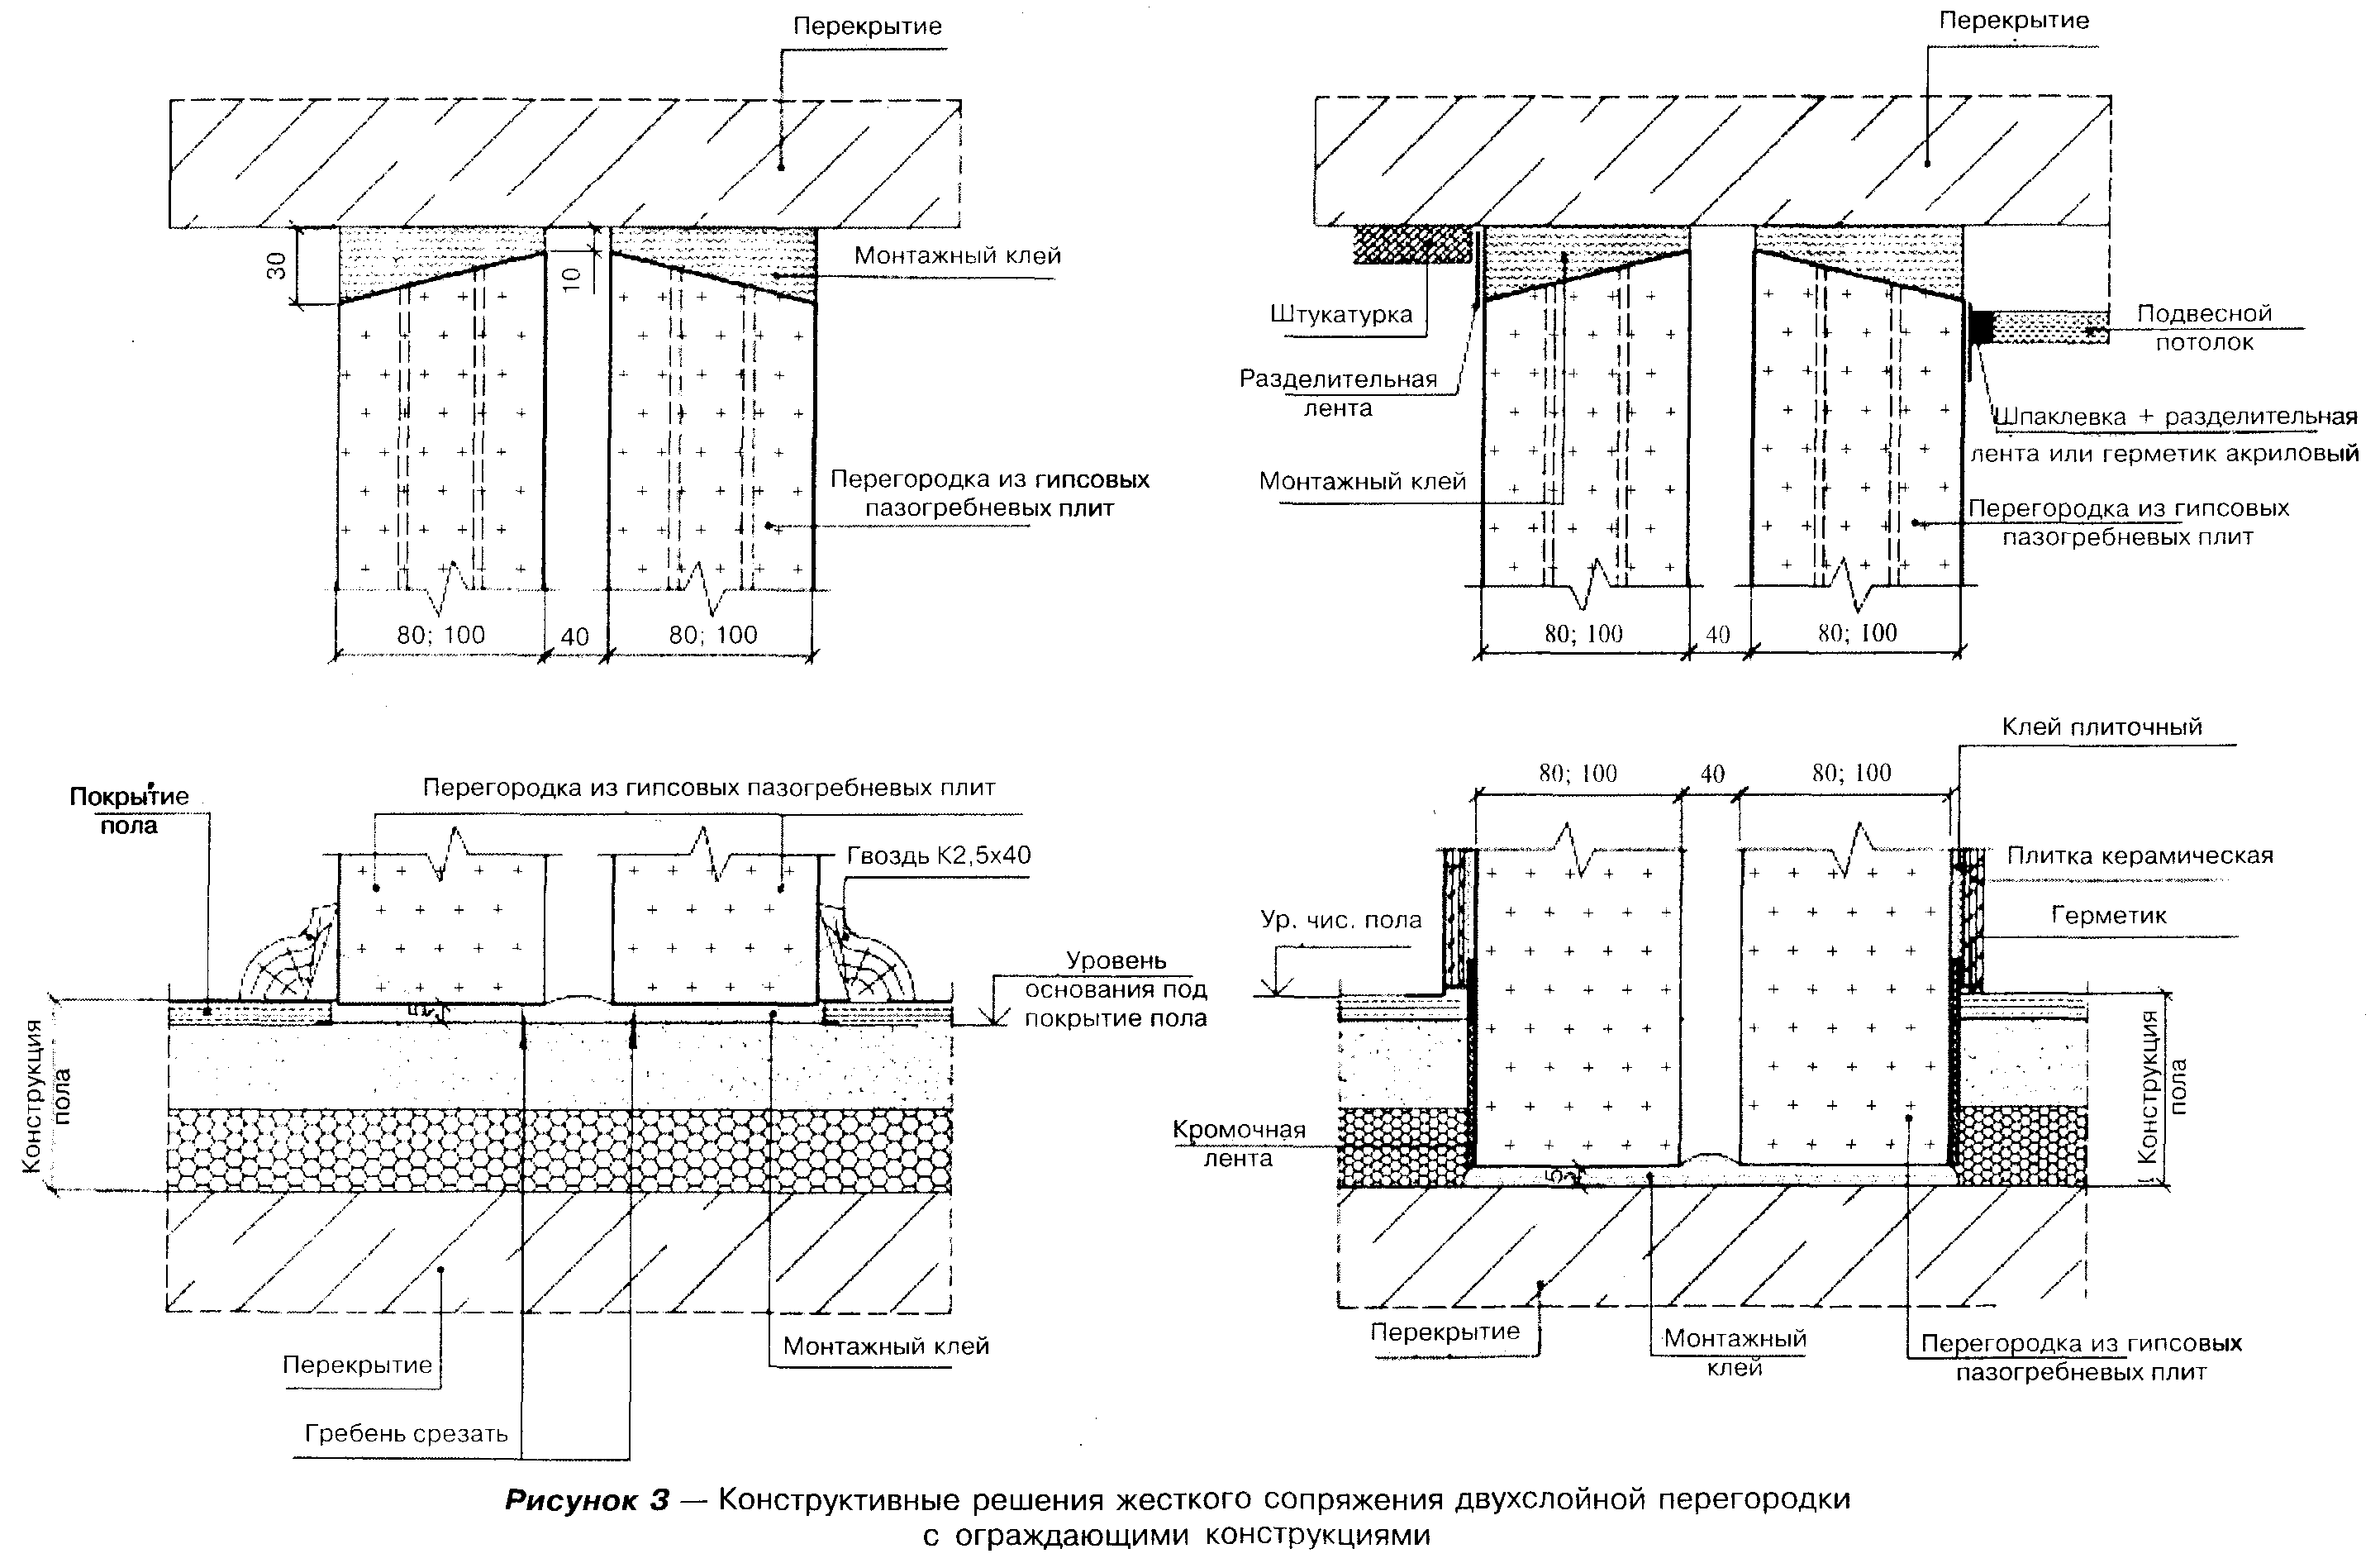 Перекрытие
30
10
Монтажный клей
Перегородка из гипсовых
пазогребневых плит
80; 100
40
80; 100
Перекрытие
Штукатурка
Разделительная
лента
Монтажный клей
Подвесной
потолок
Шпаклевка + разделительная
лента или герметик акриловый
Перегородка из гипсовых
пазогребневых плит
80; 100
40
80; 100
Покрытие
пола
Перегородка из гипсовых пазогребневых плит
Гвоздь К2,5х40
Уровень
основания под
покрытие пола
Конструкция
пола
Перекрытие
Монтажный клей
Гребень срезать
Клей плиточный
80; 100
40
80; 100
Плитка керамическая
Ур. чис. пола
Герметик
Кромочная
лента
Конструкция
пола
Перекрытие
Монтажный
клей
Перегородка из гипсовых
пазогребневых плит
Рисунок 3 — Конструктивные решения жесткого сопряжения двухслойной перегородки
с ограждающими конструкциями